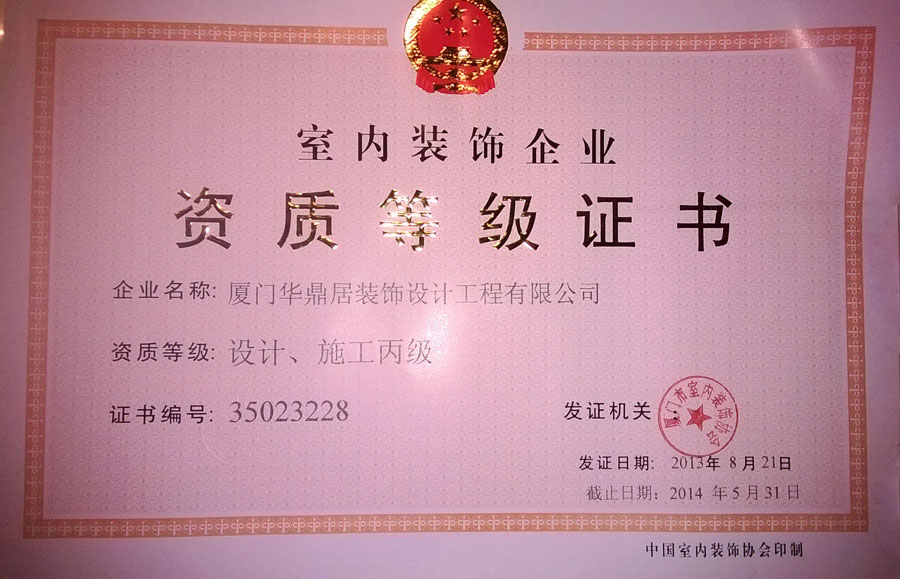 室内装饰企业
资质等级证书
企业名称: 厦门华鼎居装饰设计工程有限公司
资质等级: 设计、施工丙级
证书编号: 35023228
发证机关:
厦门市室内装饰协会
发证日期: 2013年 8 月 21日
截止日期: 2014 年 5 月 31 日
中国室内装饰协会印制